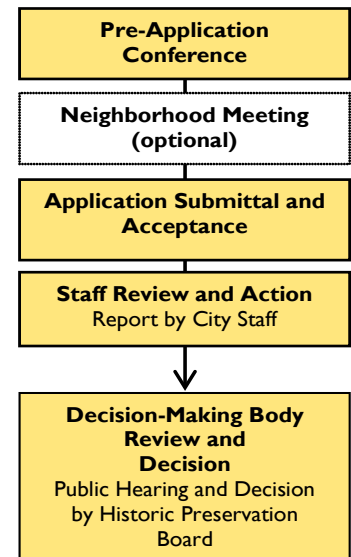 Pre-Application
Conference
Neighborhood Meeting
(optional)
Application Submittal and
Acceptance
Staff Review and Action
Report by City Staff
Decision-Making Body
Review and
Decision
Public Hearing and Decision
by Historic Preservation
Board